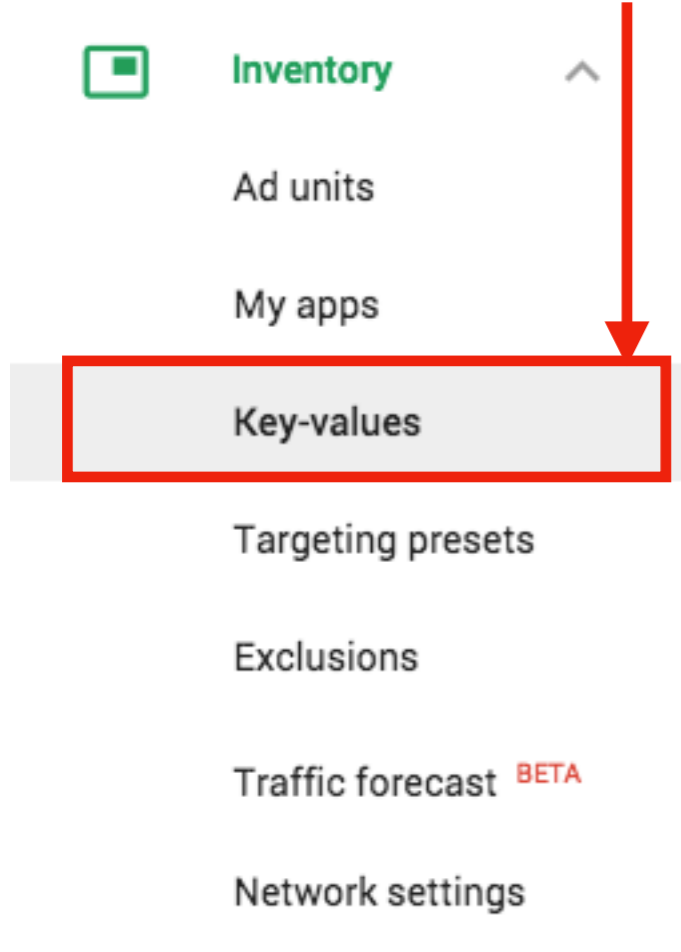 Inventory
Ad units
My apps
Key-values
Targeting presets
Exclusions
Traffic forecast BETA
Network settings